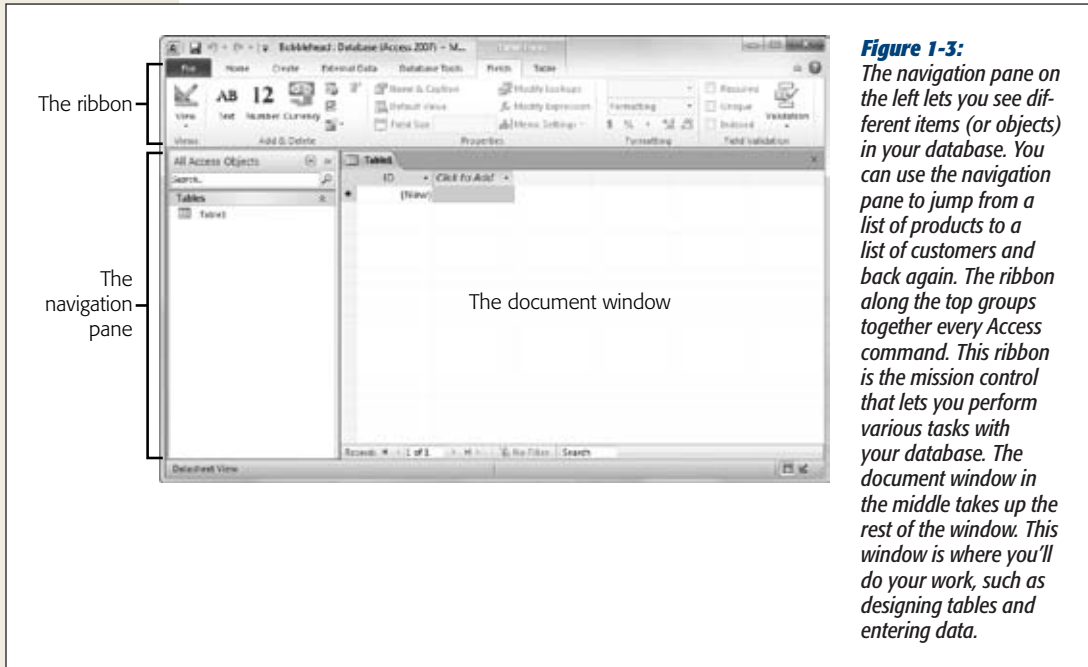 Bobblehead : Database (Access 2007) - M...
File Home Create External Data Database Tools Fields Table
The ribbon
View
Text Number Currency
Name & Caption
Default Value
Field Size
Modify Lookups
Modify Expression
Memo Settings
Formatting
Required
Unique
Indexed
Validation
Views Add & Delete Properties Formatting Field Validation
All Access Objects
Search...
Tables
Table1
Table1
ID Click to Add
(New)
The navigation pane
The document window
Record: 1 of 1 No Filter Search
Datasheet View
Figure 1-3:
The navigation pane on
the left lets you see dif-
ferent items (or objects)
in your database. You
can use the navigation
pane to jump from a
list of products to a
list of customers and
back again. The ribbon
along the top groups
together every Access
command. This ribbon
is the mission control
that lets you perform
various tasks with
your database. The
document window in
the middle takes up the
rest of the window. This
window is where you'll
do your work, such as
designing tables and
entering data.